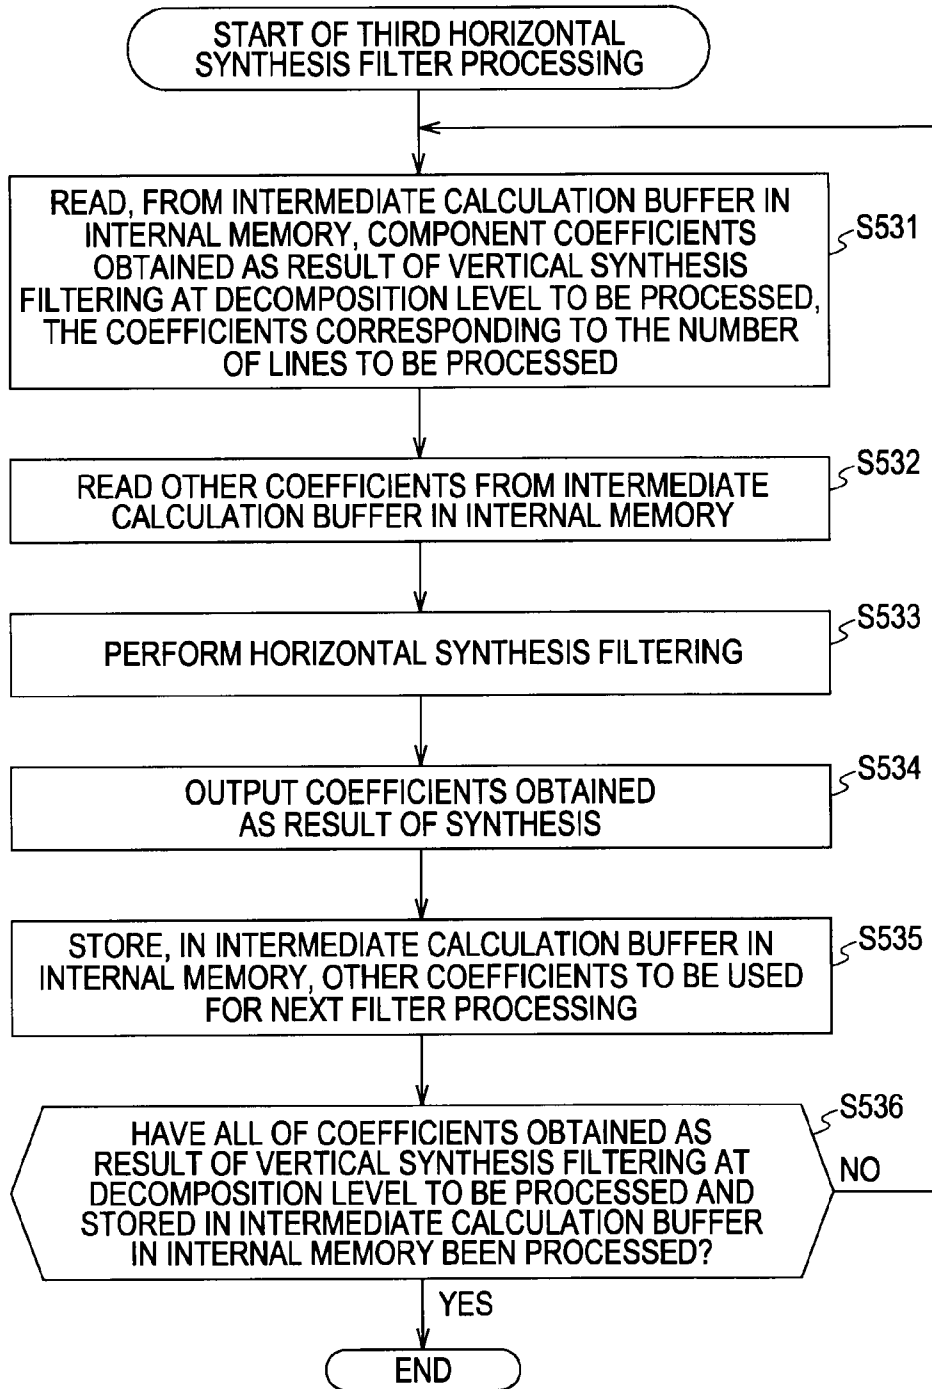 START OF THIRD HORIZONTAL
SYNTHESIS FILTER PROCESSING
READ, FROM INTERMEDIATE CALCULATION BUFFER IN
INTERNAL MEMORY, COMPONENT COEFFICIENTS
OBTAINED AS RESULT OF VERTICAL SYNTHESIS
FILTERING AT DECOMPOSITION LEVEL TO BE PROCESSED,
THE COEFFICIENTS CORRESPONDING TO THE NUMBER
OF LINES TO BE PROCESSED
S531
READ OTHER COEFFICIENTS FROM INTERMEDIATE
CALCULATION BUFFER IN INTERNAL MEMORY
S532
PERFORM HORIZONTAL SYNTHESIS FILTERING
S533
OUTPUT COEFFICIENTS OBTAINED
AS RESULT OF SYNTHESIS
S534
STORE, IN INTERMEDIATE CALCULATION BUFFER IN
INTERNAL MEMORY, OTHER COEFFICIENTS TO BE USED
FOR NEXT FILTER PROCESSING
S535
HAVE ALL OF COEFFICIENTS OBTAINED AS
RESULT OF VERTICAL SYNTHESIS FILTERING AT
DECOMPOSITION LEVEL TO BE PROCESSED AND
STORED IN INTERMEDIATE CALCULATION BUFFER
IN INTERNAL MEMORY BEEN PROCESSED?
S536
NO
YES
END